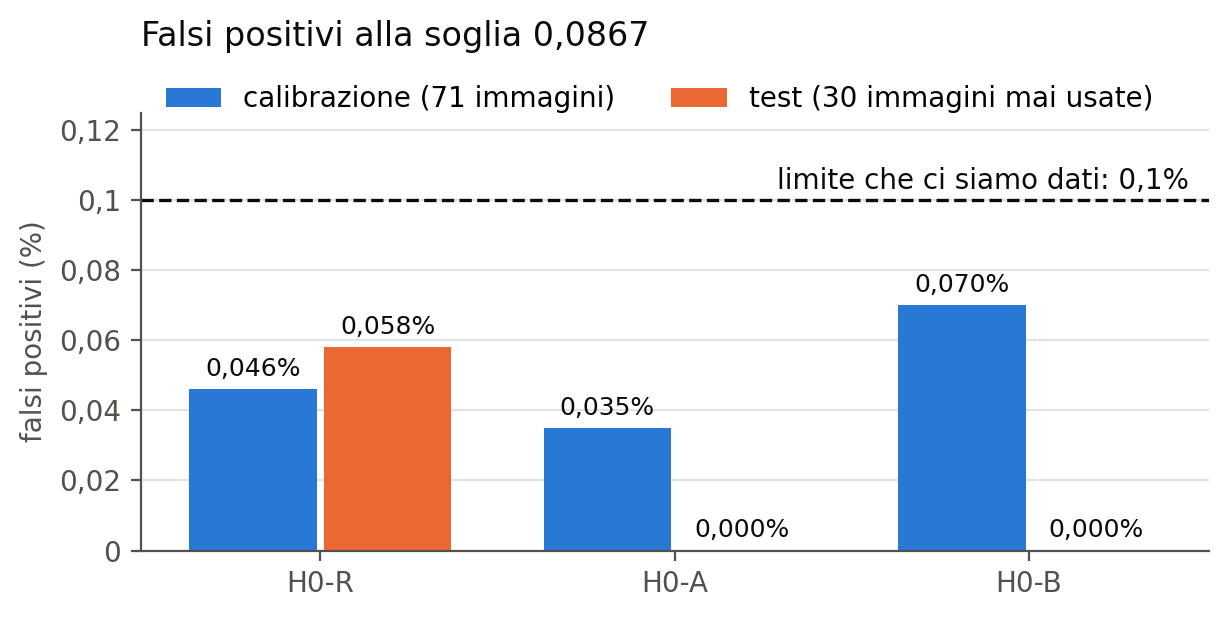 Falsi positivi alla soglia 0,0867
calibrazione (71 immagini)
test (30 immagini mai usate)
0,12
0,1
0,08
0,06
0,04
0,02
0
falsi positivi (%)
limite che ci siamo dati: 0,1%
0,046%
0,058%
0,035%
0,000%
0,070%
0,000%
H0-R
H0-A
H0-B